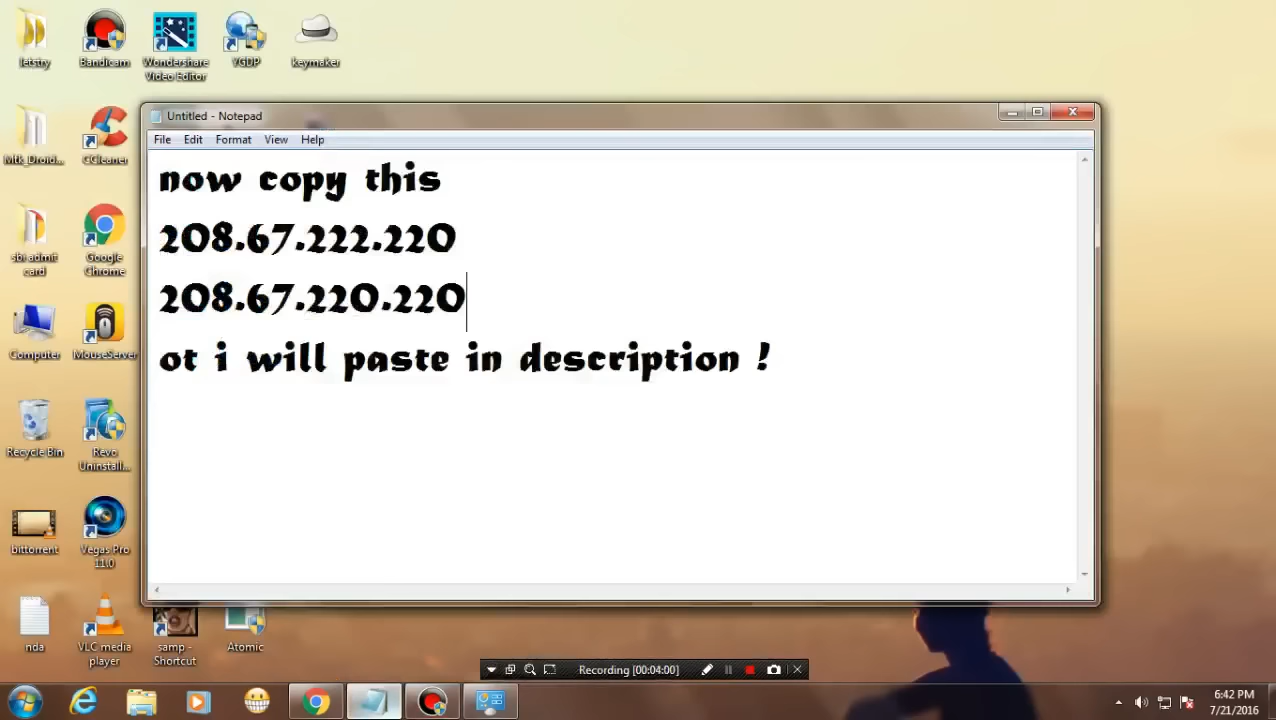 letstry
Bandicam
Wondershare
Video Editor
YGDP
keymaker
Untitled - Notepad
File Edit Format View Help
now copy this
208.67.222.220
208.67.220.220
ot i will paste in description !
Mtk_Droid...
CCleaner
sbi admit
card
Google
Chrome
Computer
MouseServer
Recycle Bin
Revo
Uninstall...
bittorrent
Vegas Pro
11.0
nda
VLC media
player
samp -
Shortcut
Atomic
Recording [00:04:00]
6:42 PM
7/21/2016